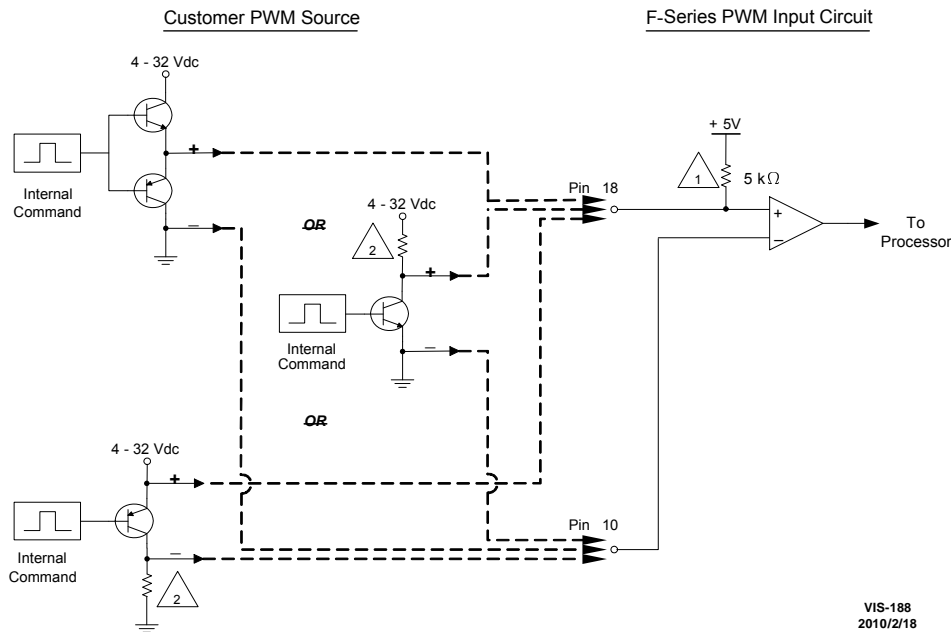 Customer PWM Source
F-Series PWM Input Circuit
4 - 32 Vdc
+
Internal
Command
–
OR
4 - 32 Vdc
2
+
Internal
Command
–
OR
4 - 32 Vdc
+
Internal
Command
–
2
Pin 18
+ 5V
1
5 kΩ
+
–
To
Processor
Pin 10
VIS-188
2010/2/18